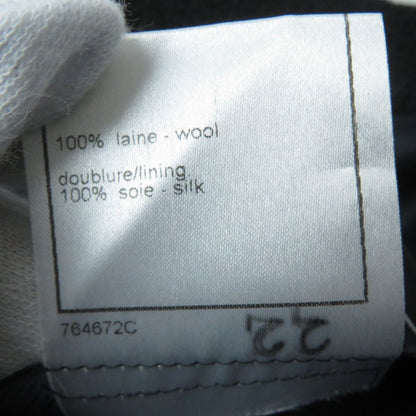 100% laine - wool
doublure/lining
100% soie - silk
764672C
22